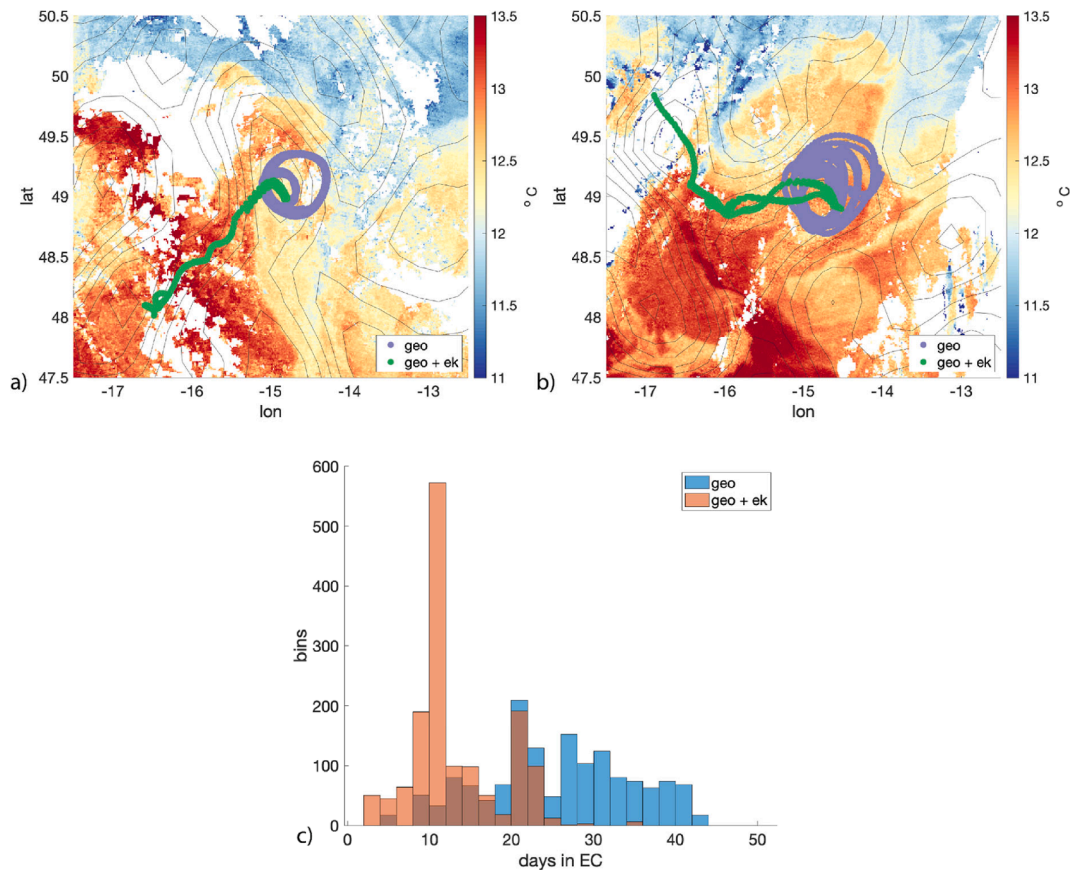 50.5
50
49.5
49
48.5
48
47.5
lat
-17 -16 -15 -14 -13
lon
13.5
13
12.5
12
11.5
11
° C
geo
geo + ek
a)
50.5
50
49.5
49
48.5
48
47.5
lat
-17 -16 -15 -14 -13
lon
13.5
13
12.5
12
11.5
11
° C
geo
geo + ek
b)
600
500
400
300
200
100
0
bins
0 10 20 30 40 50
days in EC
geo
geo + ek
c)